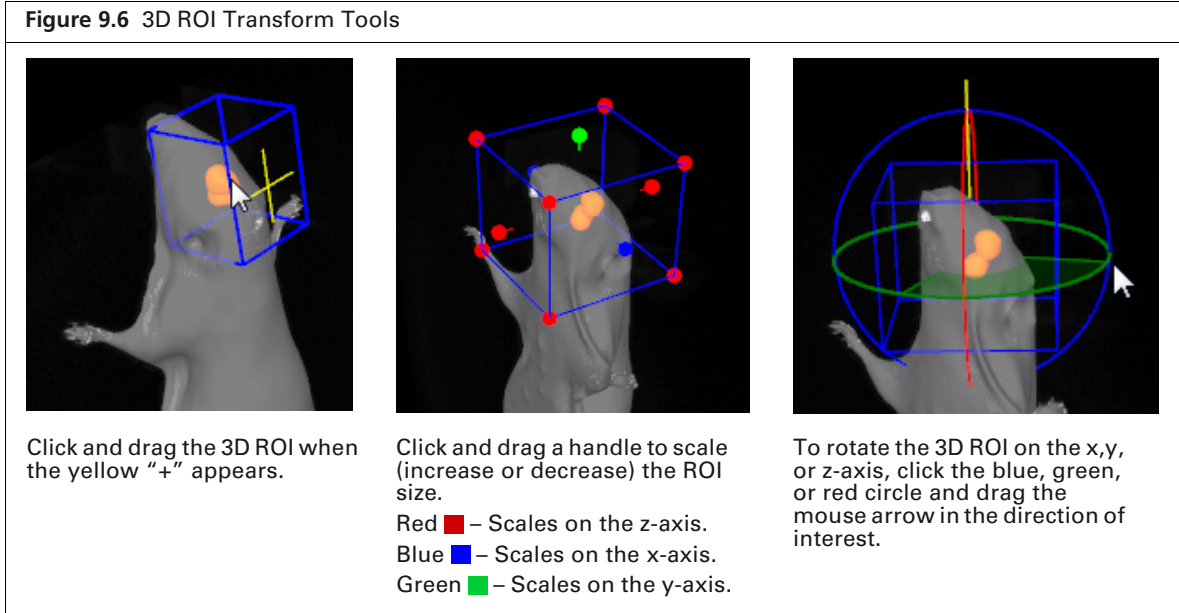 Figure 9.6 3D ROI Transform Tools
Click and drag the 3D ROI when
the yellow “+” appears.
Click and drag a handle to scale
(increase or decrease) the ROI
size.
Red – Scales on the z-axis.
Blue – Scales on the x-axis.
Green – Scales on the y-axis.
To rotate the 3D ROI on the x,y,
or z-axis, click the blue, green,
or red circle and drag the
mouse arrow in the direction of
interest.